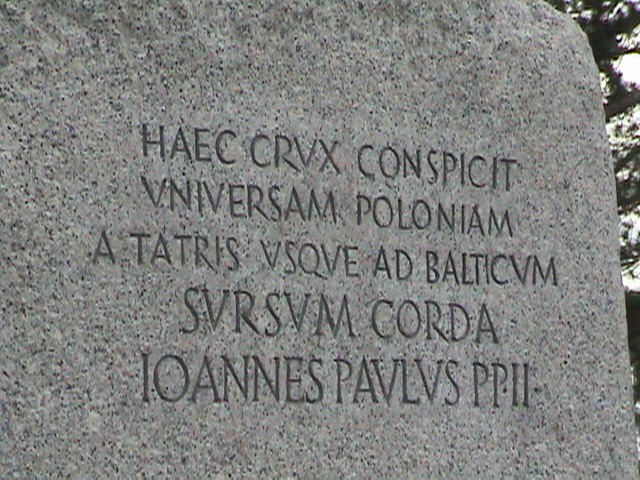 HAEC CRVX CONSPICIT
VNIVERSAM POLONIAM
A TATRIS VSQVE AD BALTICVM
SVRSVM CORDA
IOANNES PAVLVS PP.II·